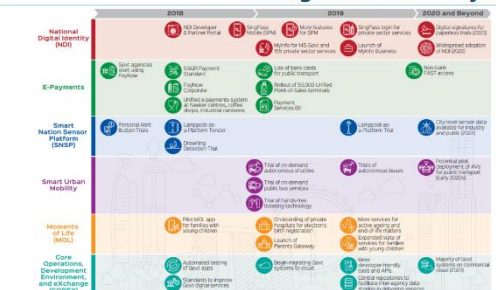 2018
2019
2020 and Beyond
National
Digital Identity
(NDI)
NDI Developer
& Partner Portal
SingPass
Mobile (SPM)
More features
for SPM
SingPass login for
private sector services
Digital signatures for
paperless trials (2020)
MyInfo for 145 Govt and
private sector services
Launch of
MyInfo Business
Widespread adoption
of NDI (2022)
E-Payments
Govt agencies
start using
PayNow
SGQR Payment
Standard
Use of bank cards
for public transport
Non-bank
FAST access
PayNow
Corporate
Rollout of 50,000 Unified
Point-of-Sale terminals
Unified e-payments system
at hawker centres, coffee
shops, industrial canteens
Payment
Services Bill
Smart
Nation Sensor
Platform
(SNSP)
Personal Alert
Button Trials
Lamppost-as-
a-Platform Tender
Lamppost-as-
a-Platform Trial
City-level sensor data
available for industry
and public
Drowning
Detection Trial
Smart Urban
Mobility
Trial of on-demand
autonomous shuttles
Trials of
autonomous buses
Potential pilot
deployment of AVs
for public transport
(Early 2020s)
Trial of on-demand
public bus services
Trial of hands-free
ticketing technology
Moments
of Life
(MOL)
Pilot MOL app
for families with
young children
Onboarding of private
hospitals for electronic
birth registration
More services for
active ageing and
end-of-life matters
Launch of
Parents Gateway
Expanded suite of
services for families
with young children
Core
Operations,
Development
Environment,
and eXchange
Automated testing
of Govt apps
Begin migrating Govt
systems to cloud
More
developer-friendly
tools and APIs
Majority of Govt
systems on commercial
cloud (2023)
Standards to improve
Govt digital services
Central repositories to
facilitate inter-agency data